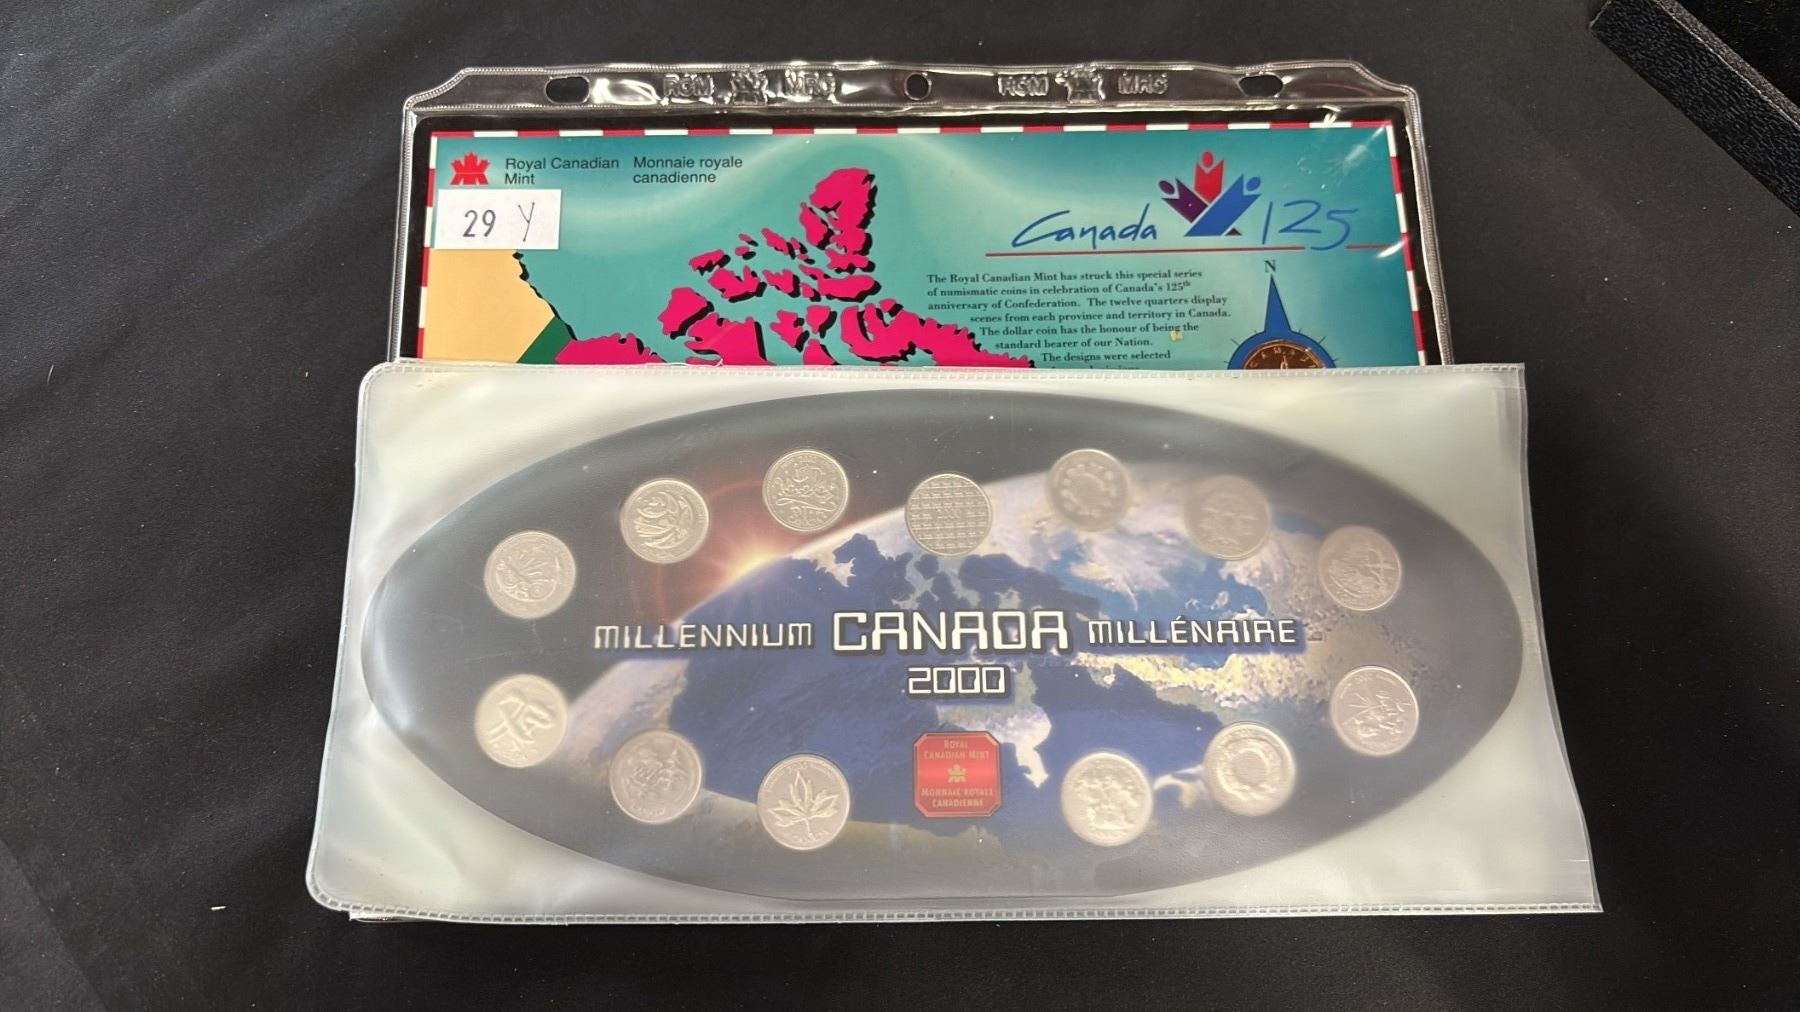 RCM MRC RCM MRC
Royal Canadian Monnaie royale
Mint canadienne
29 Y
Canada 125
The Royal Canadian Mint has struck this special series
of numismatic coins in celebration of Canada's 125th
anniversary of Confederation. The twelve quarters display
scenes from each province and territory in Canada.
The dollar coin has the honour of being the
standard bearer of our Nation.
The designs were selected
N
MILLENNIUM CANADA MILLÉNAIRE
2000
ROYAL
CANADIAN MINT
MONNAIE ROYALE
CANADIENNE
2000
CANADA
CANADA